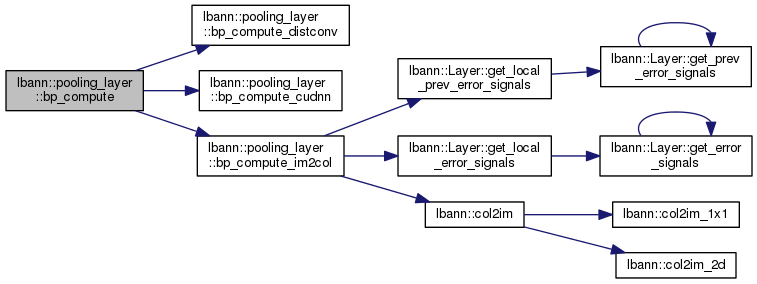 lbann::pooling_layer
::bp_compute
lbann::pooling_layer
::bp_compute_distconv
lbann::pooling_layer
::bp_compute_cudnn
lbann::pooling_layer
::bp_compute_im2col
lbann::Layer::get_local
_prev_error_signals
lbann::Layer::get_local
_error_signals
lbann::col2im
lbann::Layer::get_prev
_error_signals
lbann::Layer::get_error
_signals
lbann::col2im_1x1
lbann::col2im_2d